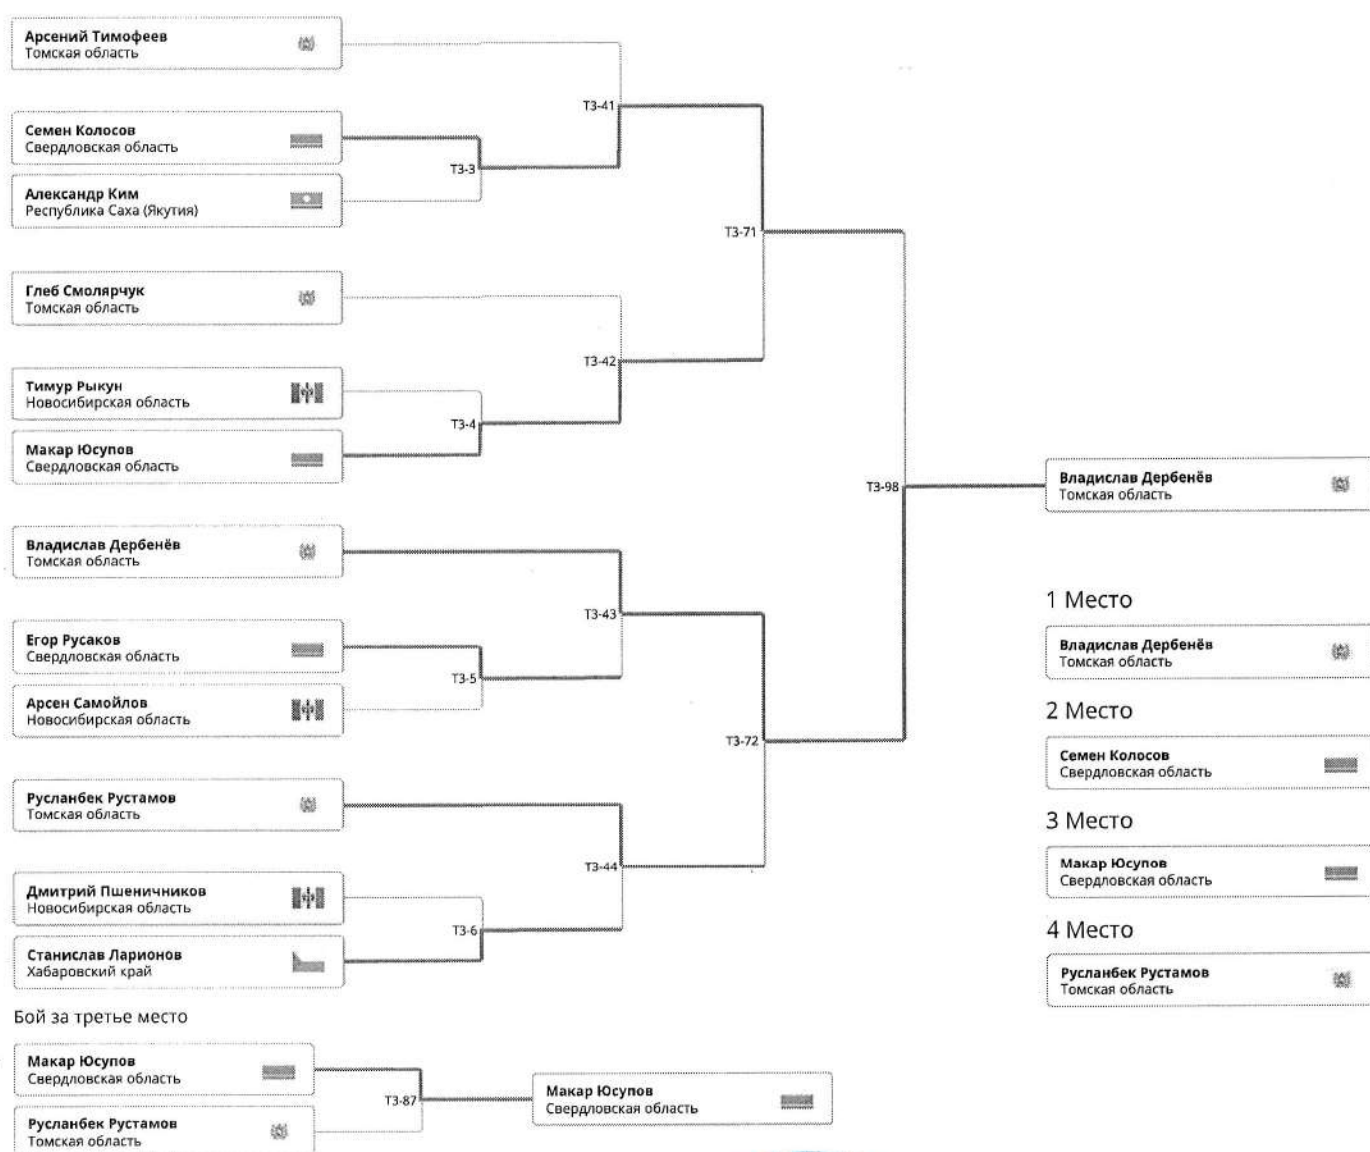 Арсений Тимофеев
Томская область
Т3-41
Семен Колосов
Свердловская область
Т3-3
Александр Ким
Республика Саха (Якутия)
Т3-71
Глеб Смолярчук
Томская область
Т3-42
Тимур Рыкун
Новосибирская область
Т3-4
Макар Юсупов
Свердловская область
Т3-98
Владислав Дербенёв
Томская область
Владислав Дербенёв
Томская область
Т3-43
Егор Русаков
Свердловская область
Т3-5
Арсен Самойлов
Новосибирская область
Т3-72
Русланбек Рустамов
Томская область
Т3-44
Дмитрий Пшеничников
Новосибирская область
Т3-6
Станислав Ларионов
Хабаровский край
1 Место
Владислав Дербенёв
Томская область
2 Место
Семен Колосов
Свердловская область
3 Место
Макар Юсупов
Свердловская область
4 Место
Русланбек Рустамов
Томская область
Бой за третье место
Макар Юсупов
Свердловская область
Т3-87
Русланбек Рустамов
Томская область
Макар Юсупов
Свердловская область